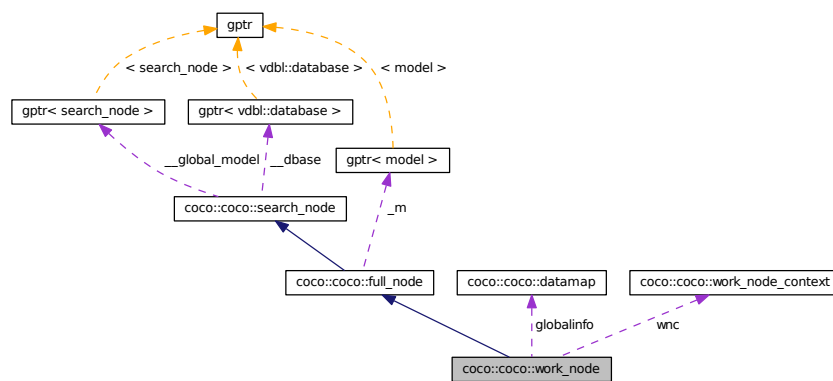 gptr
< search_node >
< vdbl::database >
< model >
gptr< search_node >
gptr< vdbl::database >
__global_model
__dbase
gptr< model >
coco::coco::search_node
_m
coco::coco::full_node
coco::coco::datamap
coco::coco::work_node_context
globalinfo
wnc
coco::coco::work_node